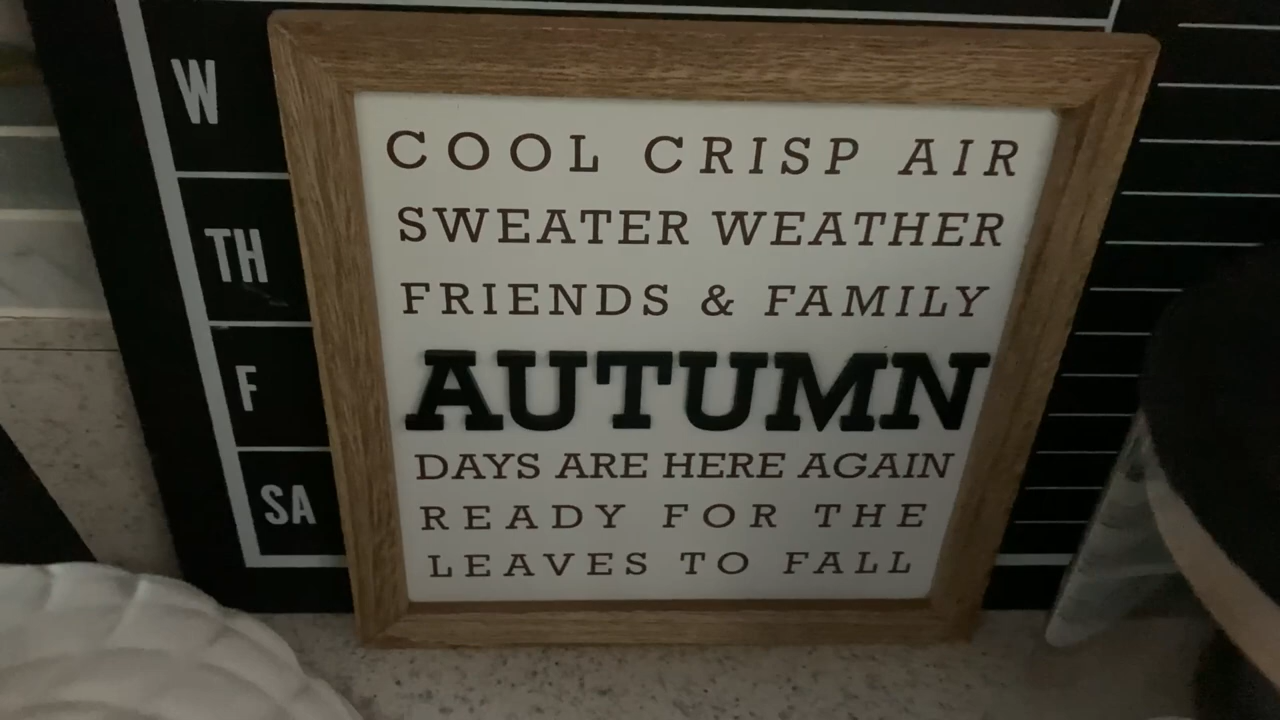 W
TH
F
SA
COOL CRISP AIR
SWEATER WEATHER
FRIENDS & FAMILY
AUTUMN
DAYS ARE HERE AGAIN
READY FOR THE
LEAVES TO FALL